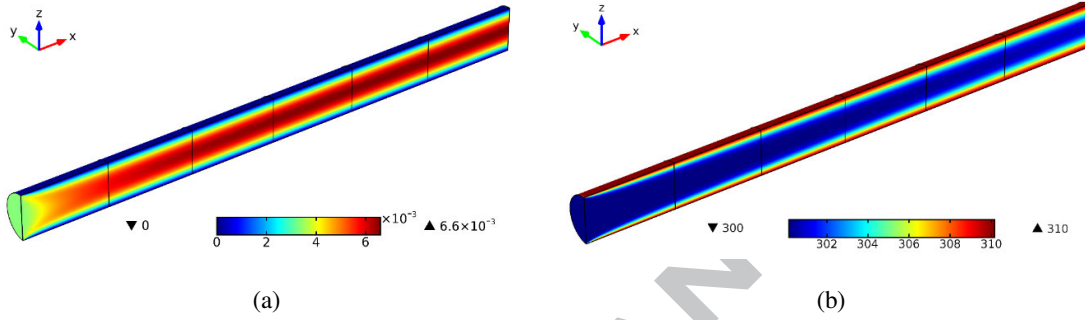 z
y
x
▼ 0
0 2 4 6
×10⁻³
▲ 6.6×10⁻³
(a)
z
y
x
▼ 300
302 304 306 308 310
▲ 310
(b)